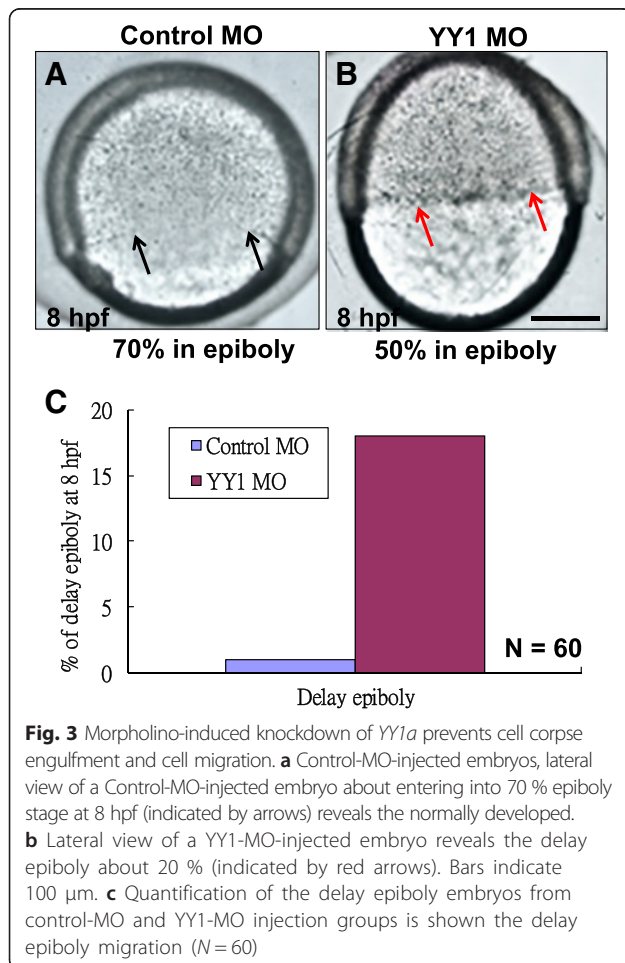 Control MO
YY1 MO
A
B
8 hpf
8 hpf
70% in epiboly
50% in epiboly
C
% of delay epiboly at 8 hpf
20
15
10
5
0
Control MO
YY1 MO
N = 60
Delay epiboly
Fig. 3 Morpholino-induced knockdown of YY1a prevents cell corpse
engulfment and cell migration. a Control-MO-injected embryos, lateral
view of a Control-MO-injected embryo about entering into 70 % epiboly
stage at 8 hpf (indicated by arrows) reveals the normally developed.
b Lateral view of a YY1-MO-injected embryo reveals the delay
epiboly about 20 % (indicated by red arrows). Bars indicate
100 μm. c Quantification of the delay epiboly embryos from
control-MO and YY1-MO injection groups is shown the delay
epiboly migration (N = 60)